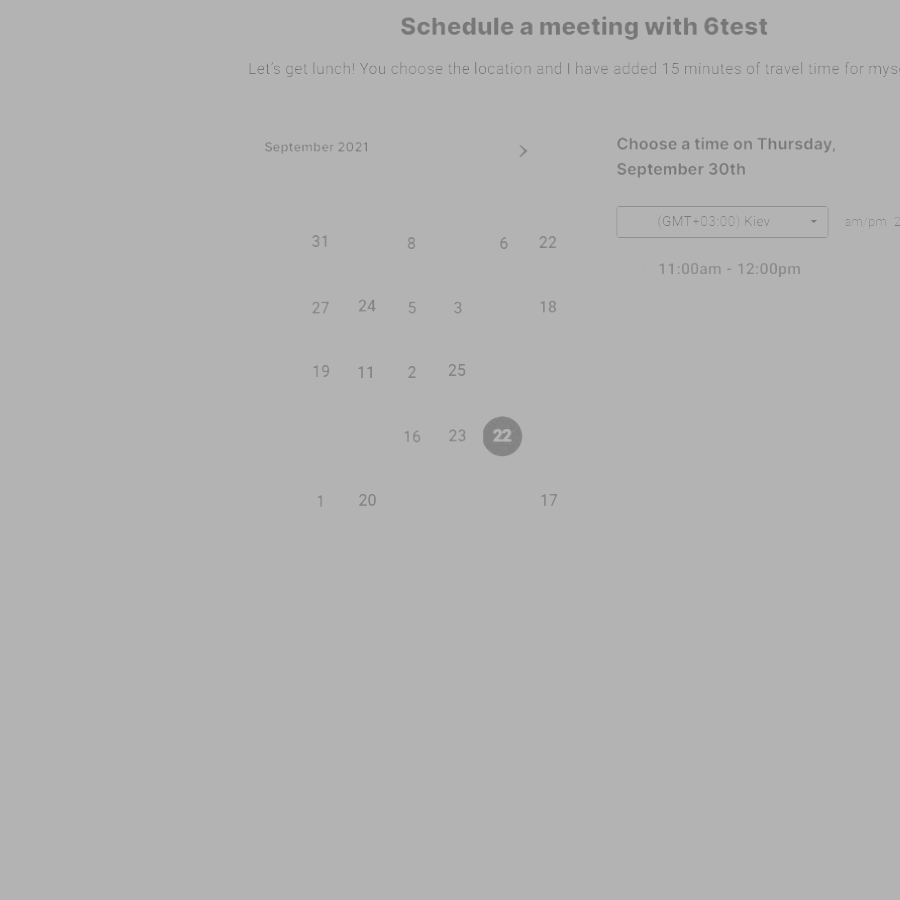 Schedule a meeting with 6test
Let's get lunch! You choose the location and I have added 15 minutes of travel time for
September 2021
Choose a time on Thursday,
September 30th
(GMT+03:00) Kiev
am/pm
11:00am - 12:00pm
31 8 6 22
27 24 5 3 18
19 11 2 25
16 23 22
1 20 17